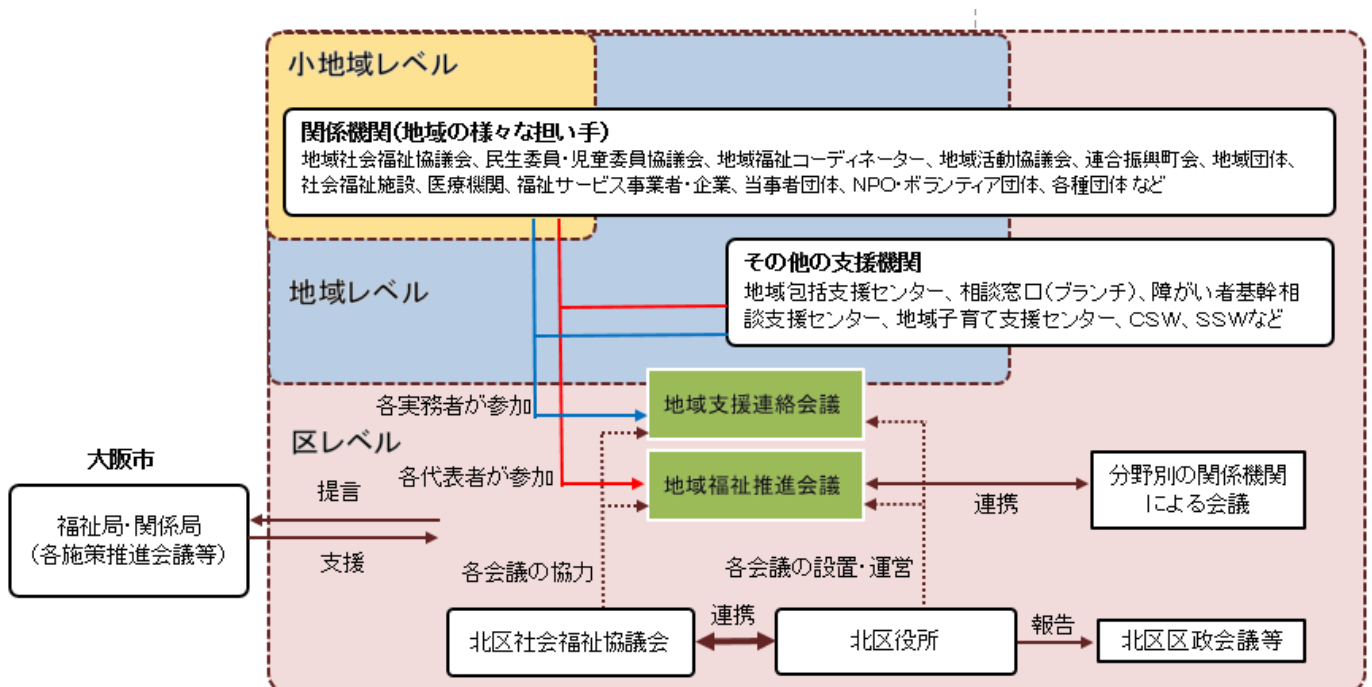 小地域レベル
関係機関(地域の様々な担い手)
地域社会福祉協議会、民生委員・児童委員協議会、地域福祉コーディネーター、地域活動協議会、連合振興町会、地域団体、
社会福祉施設、医療機関、福祉サービス事業者・企業、当事者団体、NPO・ボランティア団体、各種団体など
地域レベル
その他の支援機関
地域包括支援センター、相談窓口(ブランチ)、障がい者基幹相
談支援センター、地域子育て支援センター、CSW、SSWなど
各実務者が参加
地域支援連絡会議
区レベル
各代表者が参加
地域福祉推進会議
連携
分野別の関係機関
による会議
大阪市
提言
福祉局・関係局
(各施策推進会議等)
支援
各会議の協力
各会議の設置・運営
北区社会福祉協議会
連携
北区役所
報告
北区区政会議等